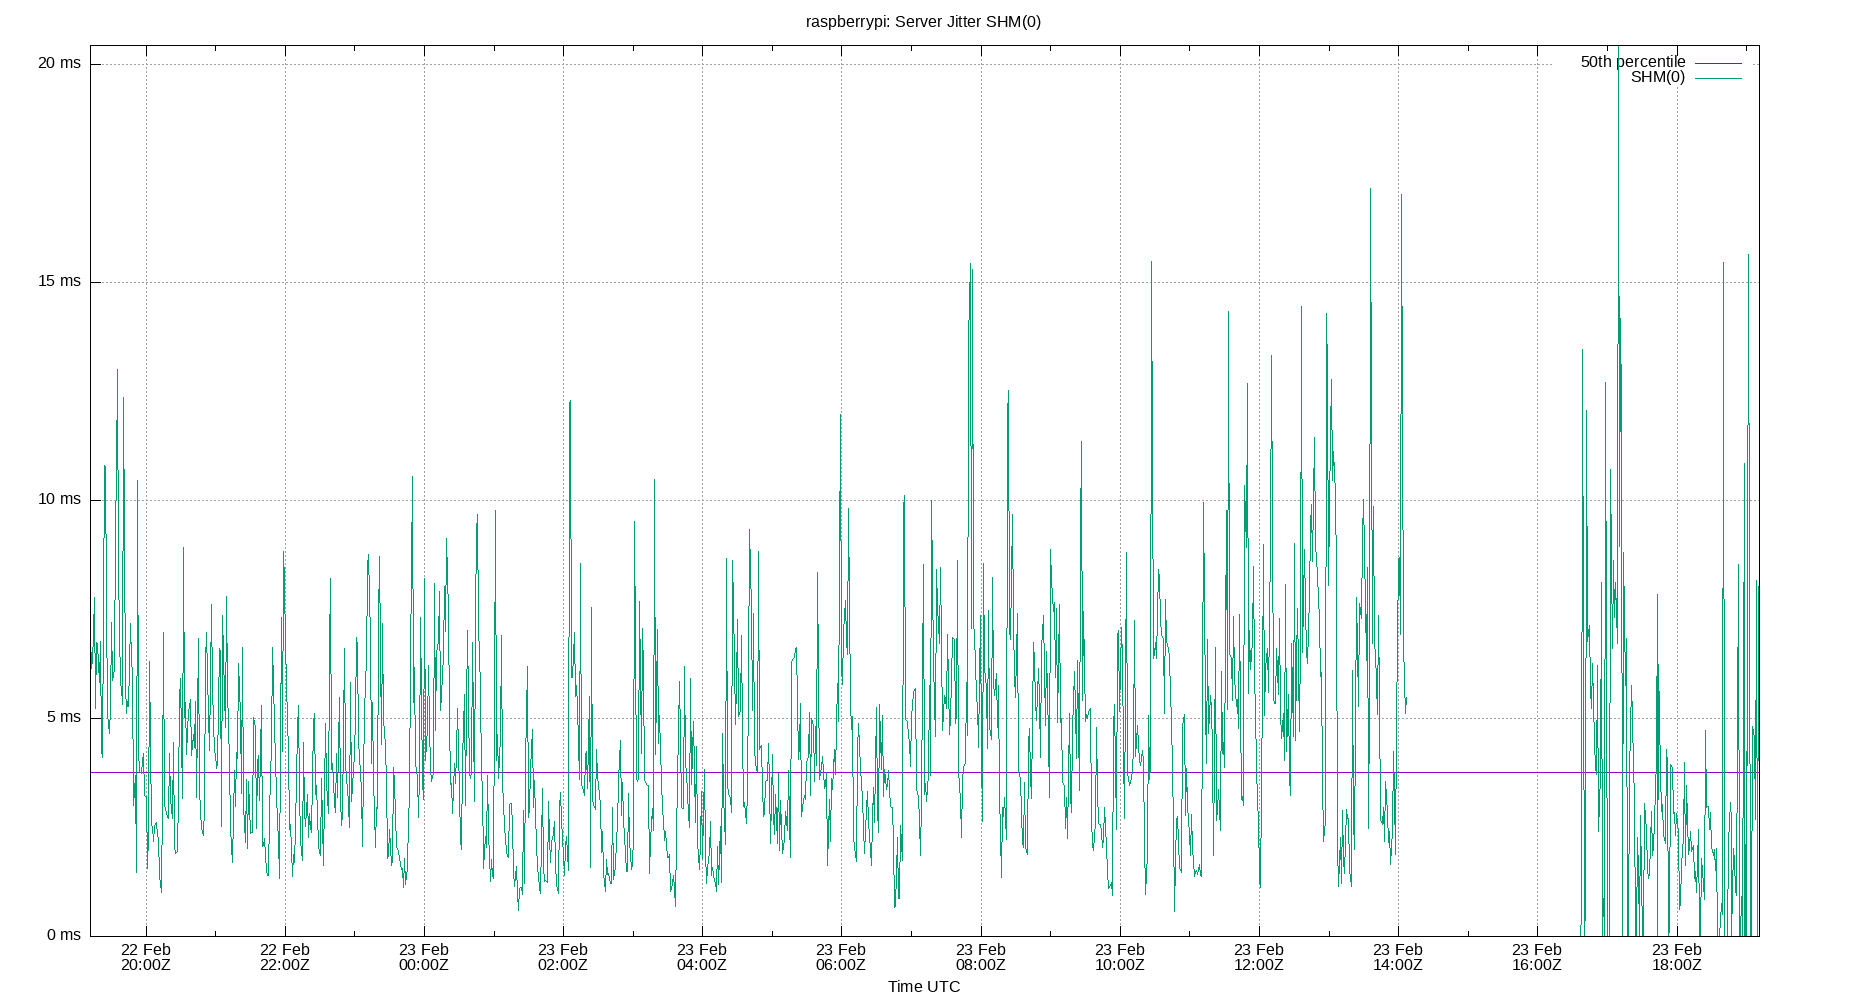 raspberrypi: Server Jitter SHM(0)
20 ms
15 ms
10 ms
5 ms
0 ms
50th percentile
SHM(0)
22 Feb
20:00Z
22 Feb
22:00Z
23 Feb
00:00Z
23 Feb
02:00Z
23 Feb
04:00Z
23 Feb
06:00Z
23 Feb
08:00Z
23 Feb
10:00Z
23 Feb
12:00Z
23 Feb
14:00Z
23 Feb
16:00Z
23 Feb
18:00Z
Time UTC